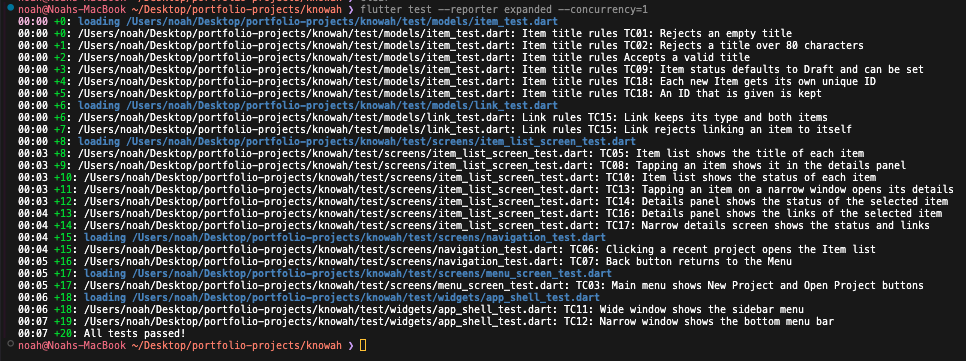 noah@Noahs-MacBook ~/Desktop/portfolio-projects/knowah ❯ flutter test --reporter expanded --concurrency=1
00:00 +0: loading /Users/noah/Desktop/portfolio-projects/knowah/test/models/item_test.dart
00:00 +0: /Users/noah/Desktop/portfolio-projects/knowah/test/models/item_test.dart: Item title rules TC01: Rejects an empty title
00:00 +1: /Users/noah/Desktop/portfolio-projects/knowah/test/models/item_test.dart: Item title rules TC02: Rejects a title over 80 characters
00:00 +2: /Users/noah/Desktop/portfolio-projects/knowah/test/models/item_test.dart: Item title rules Accepts a valid title
00:00 +3: /Users/noah/Desktop/portfolio-projects/knowah/test/models/item_test.dart: Item title rules TC09: Item status defaults to Draft and can be set
00:00 +4: /Users/noah/Desktop/portfolio-projects/knowah/test/models/item_test.dart: Item title rules TC18: Each new Item gets its own unique ID
00:00 +5: /Users/noah/Desktop/portfolio-projects/knowah/test/models/item_test.dart: Item title rules TC18: An ID that is given is kept
00:00 +6: loading /Users/noah/Desktop/portfolio-projects/knowah/test/models/link_test.dart
00:00 +6: /Users/noah/Desktop/portfolio-projects/knowah/test/models/link_test.dart: Link rules TC15: Link keeps its type and both items
00:00 +7: /Users/noah/Desktop/portfolio-projects/knowah/test/models/link_test.dart: Link rules TC15: Link rejects linking an item to itself
00:00 +8: loading /Users/noah/Desktop/portfolio-projects/knowah/test/screens/item_list_screen_test.dart
00:03 +8: /Users/noah/Desktop/portfolio-projects/knowah/test/screens/item_list_screen_test.dart: TC05: Item list shows the title of each item
00:03 +9: /Users/noah/Desktop/portfolio-projects/knowah/test/screens/item_list_screen_test.dart: TC08: Tapping an item shows it in the details panel
00:03 +10: /Users/noah/Desktop/portfolio-projects/knowah/test/screens/item_list_screen_test.dart: TC10: Item list shows the status of each item
00:03 +11: /Users/noah/Desktop/portfolio-projects/knowah/test/screens/item_list_screen_test.dart: TC13: Tapping an item on a narrow window opens its details
00:03 +12: /Users/noah/Desktop/portfolio-projects/knowah/test/screens/item_list_screen_test.dart: TC14: Details panel shows the status of the selected item
00:04 +13: /Users/noah/Desktop/portfolio-projects/knowah/test/screens/item_list_screen_test.dart: TC16: Details panel shows the links of the selected item
00:04 +14: /Users/noah/Desktop/portfolio-projects/knowah/test/screens/item_list_screen_test.dart: TC17: Narrow details screen shows the status and links
00:04 +15: loading /Users/noah/Desktop/portfolio-projects/knowah/test/screens/navigation_test.dart
00:04 +15: /Users/noah/Desktop/portfolio-projects/knowah/test/screens/navigation_test.dart: TC06: Clicking a recent project opens the Item list
00:05 +16: /Users/noah/Desktop/portfolio-projects/knowah/test/screens/navigation_test.dart: TC07: Back button returns to the Menu
00:05 +17: loading /Users/noah/Desktop/portfolio-projects/knowah/test/screens/menu_screen_test.dart
00:05 +17: /Users/noah/Desktop/portfolio-projects/knowah/test/screens/menu_screen_test.dart: TC03: Main menu shows New Project and Open Project buttons
00:06 +18: loading /Users/noah/Desktop/portfolio-projects/knowah/test/widgets/app_shell_test.dart
00:06 +18: /Users/noah/Desktop/portfolio-projects/knowah/test/widgets/app_shell_test.dart: TC11: Wide window shows the sidebar menu
00:07 +19: /Users/noah/Desktop/portfolio-projects/knowah/test/widgets/app_shell_test.dart: TC12: Narrow window shows the bottom menu bar
00:07 +20: All tests passed!
noah@Noahs-MacBook ~/Desktop/portfolio-projects/knowah ❯